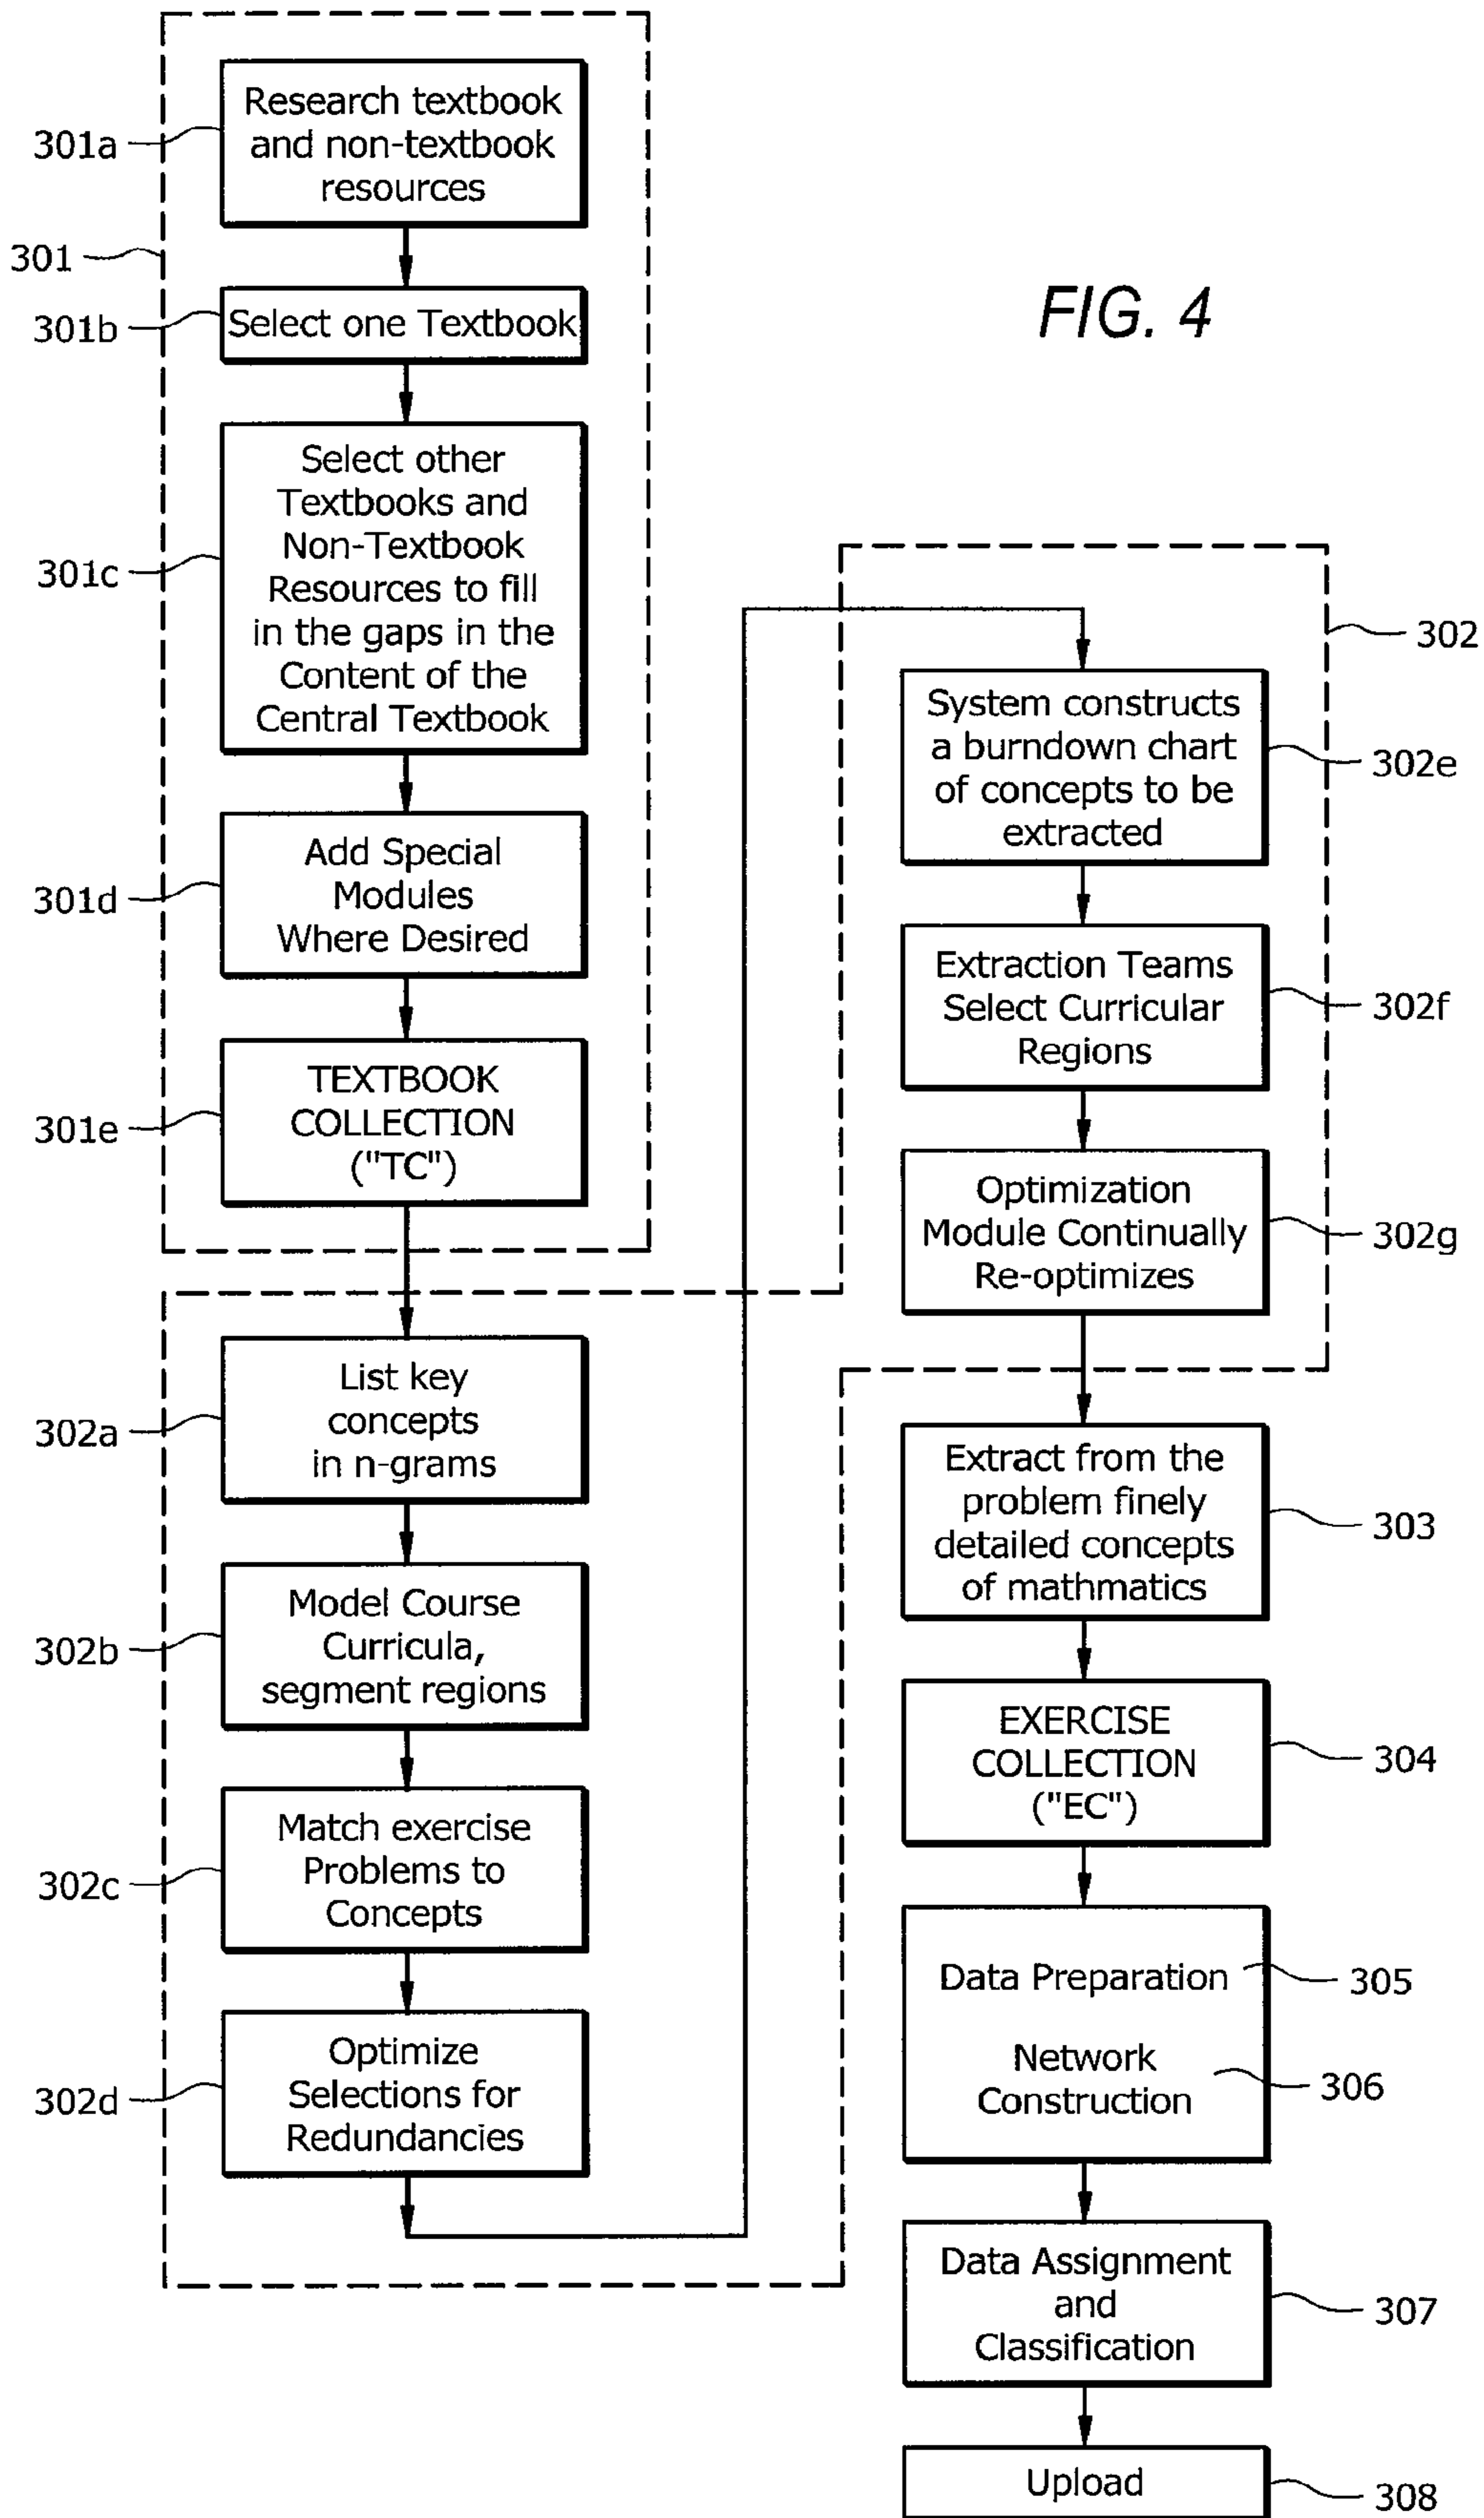 301a
Research textbook
and non-textbook
resources
301
301b
Select one Textbook
FIG. 4
301c
Select other
Textbooks and
Non-Textbook
Resources to fill
in the gaps in the
Content of the
Central Textbook
301d
Add Special
Modules
Where Desired
301e
TEXTBOOK
COLLECTION
("TC")
302a
List key
concepts
in n-grams
302b
Model Course
Curricula,
segment regions
302c
Match exercise
Problems to
Concepts
302d
Optimize
Selections for
Redundancies
302
System constructs
a burndown chart
of concepts to be
extracted
302e
Extraction Teams
Select Curricular
Regions
302f
Optimization
Module Continually
Re-optimizes
302g
Extract from the
problem finely
detailed concepts
of mathmatics
303
EXERCISE
COLLECTION
("EC")
304
Data Preparation
305
Network
Construction
306
Data Assignment
and
Classification
307
Upload
308